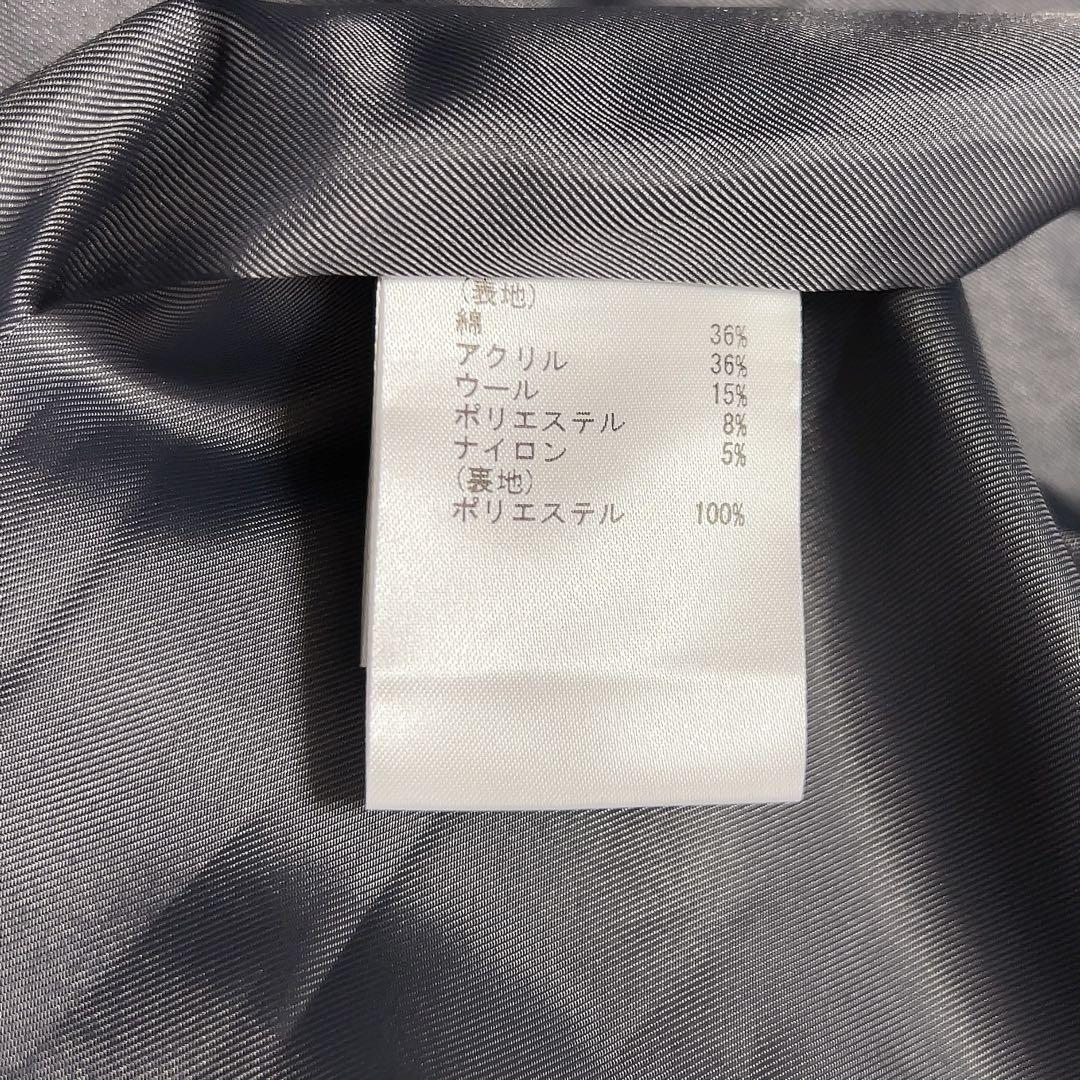 (表地)
綿 36%
アクリル 36%
ウール 15%
ポリエステル 8%
ナイロン 5%
(裏地)
ポリエステル 100%